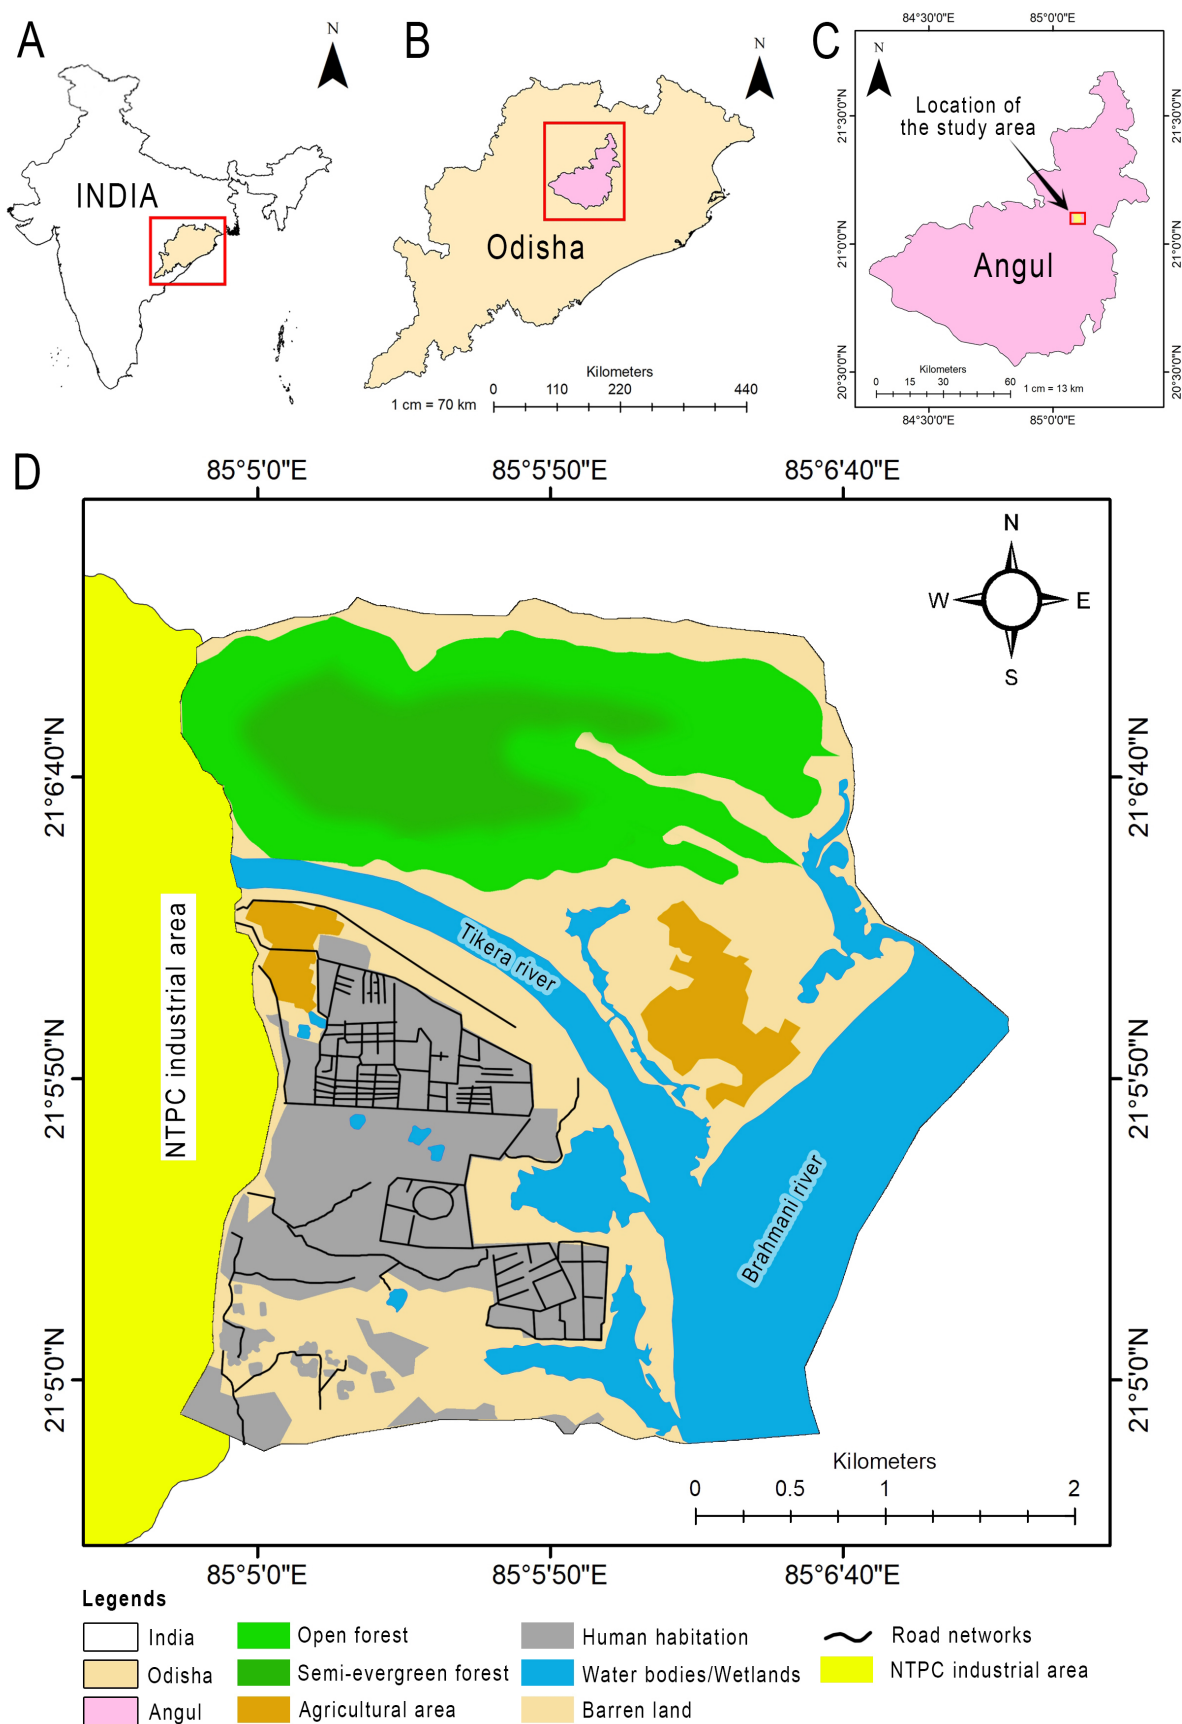 A
N
INDIA
B
N
Odisha
Kilometers
1 cm = 70 km
0 110 220 440
C
84°30'0"E 85°0'0"E
N
Location of
the study area
Angul
21°30'0"N
21°0'0"N
20°30'0"N
21°30'0"N
21°0'0"N
20°30'0"N
Kilometers
0 15 30 60
1 cm = 13 km
84°30'0"E 85°0'0"E
D
85°5'0"E 85°5'50"E 85°6'40"E
N
W E
S
21°6'40"N
21°5'50"N
21°5'0"N
21°6'40"N
21°5'50"N
21°5'0"N
NTPC industrial area
Tikera river
Brahmani river
Kilometers
0 0.5 1 2
85°5'0"E 85°5'50"E 85°6'40"E
Legends
India
Odisha
Angul
Open forest
Semi-evergreen forest
Agricultural area
Human habitation
Water bodies/Wetlands
Barren land
Road networks
NTPC industrial area